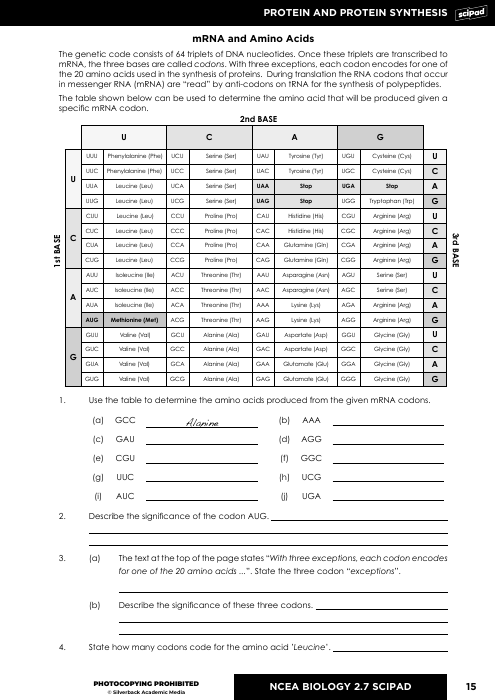 PROTEIN AND PROTEIN SYNTHESIS scipad
mRNA and Amino Acids
The genetic code consists of 64 triplets of DNA nucleotides. Once these triplets are transcribed to
mRNA, the three bases are called codons. With three exceptions, each codon encodes for one of
the 20 amino acids used in the synthesis of proteins. During translation the RNA codons that occur
in messenger RNA (mRNA) are "read" by anti-codons on tRNA for the synthesis of polypeptides.
The table shown below can be used to determine the amino acid that will be produced given a
specific mRNA codon.
2nd BASE
U C A G
1st BASE
3rd BASE
U
UUU Phenylalanine (Phe) UCU Serine (Ser) UAU Tyrosine (Tyr) UGU Cysteine (Cys) U
UUC Phenylalanine (Phe) UCC Serine (Ser) UAC Tyrosine (Tyr) UGC Cysteine (Cys) C
UUA Leucine (Leu) UCA Serine (Ser) UAA Stop UGA Stop A
UUG Leucine (Leu) UCG Serine (Ser) UAG Stop UGG Tryptophan (Trp) G
C
CUU Leucine (Leu) CCU Proline (Pro) CAU Histidine (His) CGU Arginine (Arg) U
CUC Leucine (Leu) CCC Proline (Pro) CAC Histidine (His) CGC Arginine (Arg) C
CUA Leucine (Leu) CCA Proline (Pro) CAA Glutamine (Gln) CGA Arginine (Arg) A
CUG Leucine (Leu) CCG Proline (Pro) CAG Glutamine (Gln) CGG Arginine (Arg) G
A
AUU Isoleucine (Ile) ACU Threonine (Thr) AAU Asparagine (Asn) AGU Serine (Ser) U
AUC Isoleucine (Ile) ACC Threonine (Thr) AAC Asparagine (Asn) AGC Serine (Ser) C
AUA Isoleucine (Ile) ACA Threonine (Thr) AAA Lysine (Lys) AGA Arginine (Arg) A
AUG Methionine (Met) ACG Threonine (Thr) AAG Lysine (Lys) AGG Arginine (Arg) G
G
GUU Valine (Val) GCU Alanine (Ala) GAU Aspartate (Asp) GGU Glycine (Gly) U
GUC Valine (Val) GCC Alanine (Ala) GAC Aspartate (Asp) GGC Glycine (Gly) C
GUA Valine (Val) GCA Alanine (Ala) GAA Glutamate (Glu) GGA Glycine (Gly) A
GUG Valine (Val) GCG Alanine (Ala) GAG Glutamate (Glu) GGG Glycine (Gly) G
1. Use the table to determine the amino acids produced from the given mRNA codons.
(a) GCC Alanine (b) AAA
(c) GAU (d) AGG
(e) CGU (f) GGC
(g) UUC (h) UCG
(i) AUC (j) UGA
2. Describe the significance of the codon AUG.
3. (a) The text at the top of the page states "With three exceptions, each codon encodes
for one of the 20 amino acids ...". State the three codon "exceptions".
(b) Describe the significance of these three codons.
4. State how many codons code for the amino acid 'Leucine'.
PHOTOCOPYING PROHIBITED
© Silverback Academic Media
NCEA BIOLOGY 2.7 SCIPAD 15